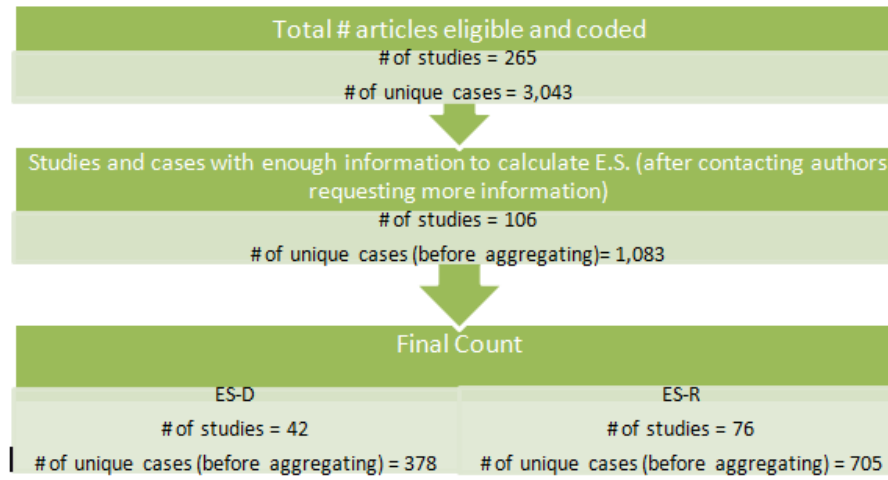 Total # articles eligible and coded
# of studies = 265
# of unique cases = 3,043
Studies and cases with enough information to calculate E.S. (after contacting authors
requesting more information)
# of studies = 106
# of unique cases (before aggregating)= 1,083
Final Count
ES-D
# of studies = 42
# of unique cases (before aggregating) = 378
ES-R
# of studies = 76
# of unique cases (before aggregating) = 705